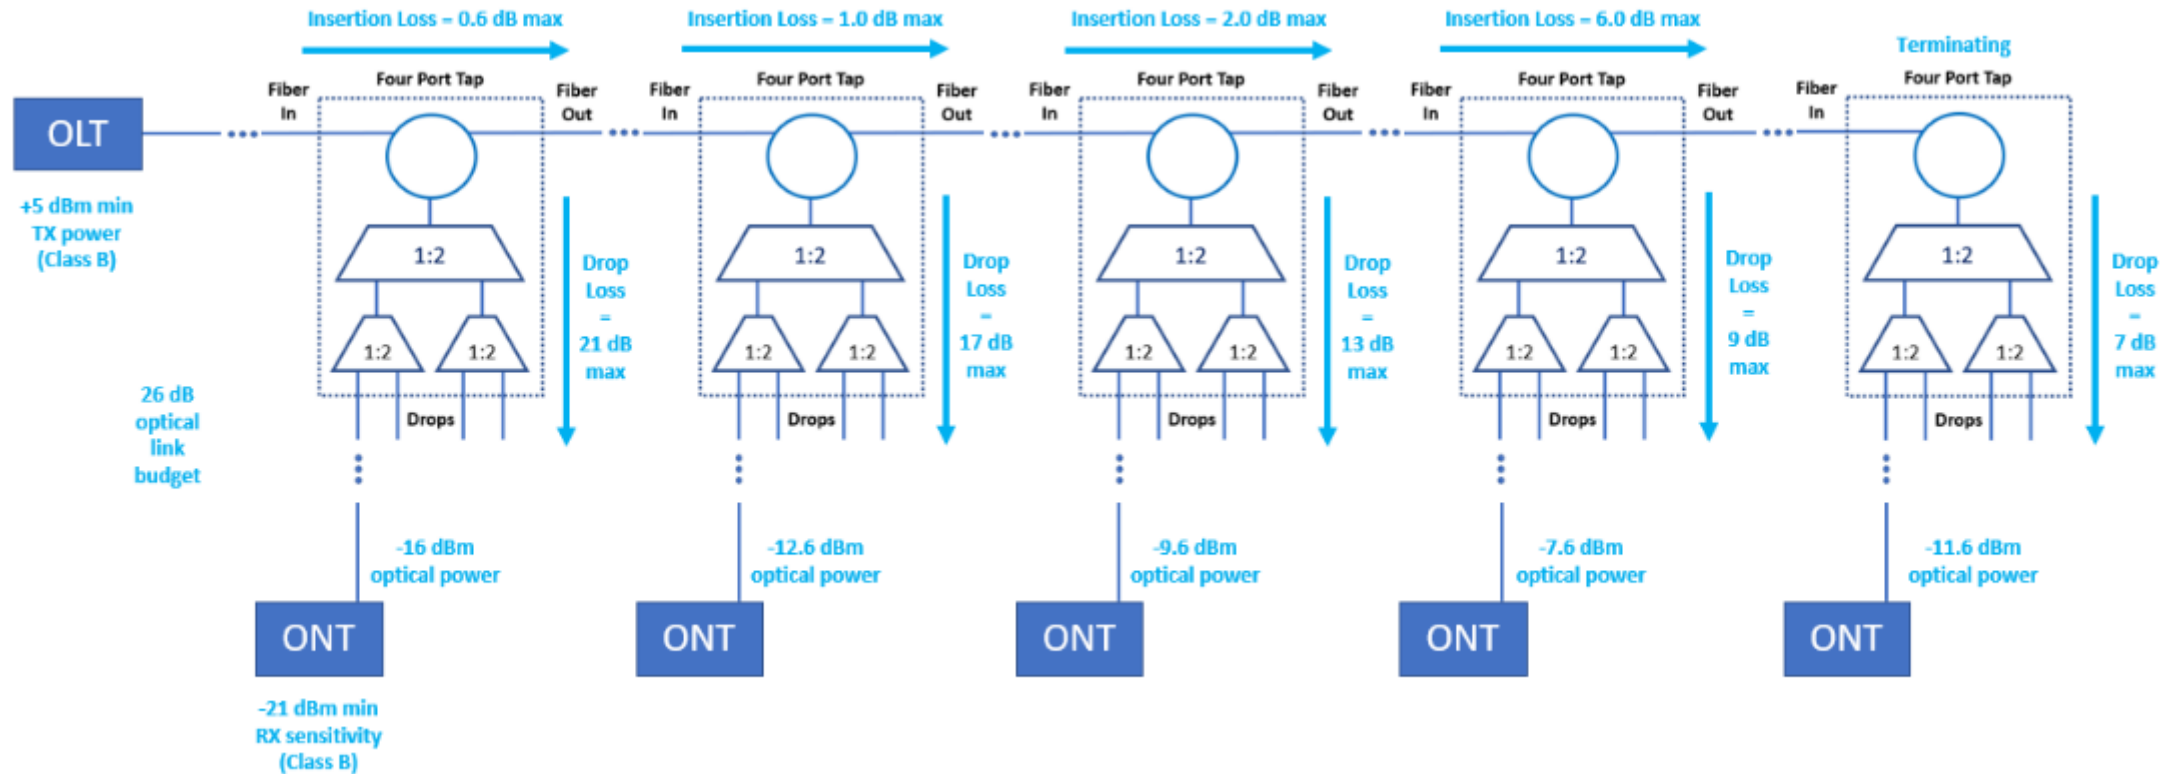 Insertion Loss = 0.6 dB max
Insertion Loss = 1.0 dB max
Insertion Loss = 2.0 dB max
Insertion Loss = 6.0 dB max
Terminating
Fiber
In
Four Port Tap
Fiber
Out
Fiber
In
Four Port Tap
Fiber
Out
Fiber
In
Four Port Tap
Fiber
Out
Fiber
In
Four Port Tap
Fiber
Out
Fiber
In
Four Port Tap
OLT
+5 dBm min
TX power
(Class B)
26 dB
optical
link
budget
1:2
1:2
1:2
Drops
Drop
Loss
=
21 dB
max
1:2
1:2
1:2
Drops
Drop
Loss
=
17 dB
max
1:2
1:2
1:2
Drops
Drop
Loss
=
13 dB
max
1:2
1:2
1:2
Drops
Drop
Loss
=
9 dB
max
1:2
1:2
1:2
Drops
Drop
Loss
=
7 dB
max
-16 dBm
optical power
-12.6 dBm
optical power
-9.6 dBm
optical power
-7.6 dBm
optical power
-11.6 dBm
optical power
ONT
ONT
ONT
ONT
ONT
-21 dBm min
RX sensitivity
(Class B)